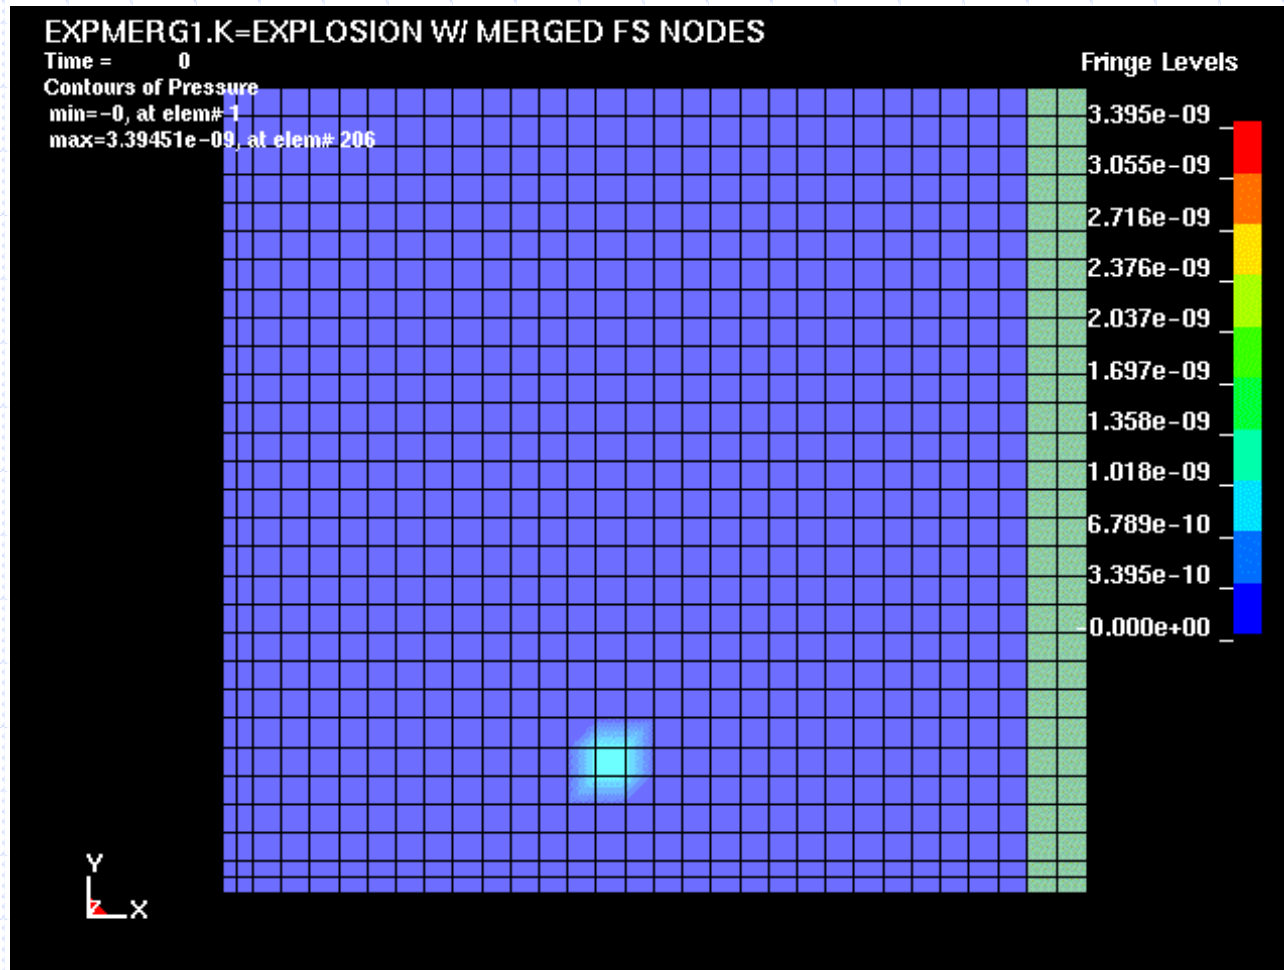 EXPMERG1.K=EXPLOSION W/ MERGED FS NODES
Time =          0
Contours of Pressure
min=-0, at elem# 1
max=3.39451e-09, at elem# 206
Fringe Levels
3.395e-09
3.055e-09
2.716e-09
2.376e-09
2.037e-09
1.697e-09
1.358e-09
1.018e-09
6.789e-10
3.395e-10
-0.000e+00
Y
Z
X